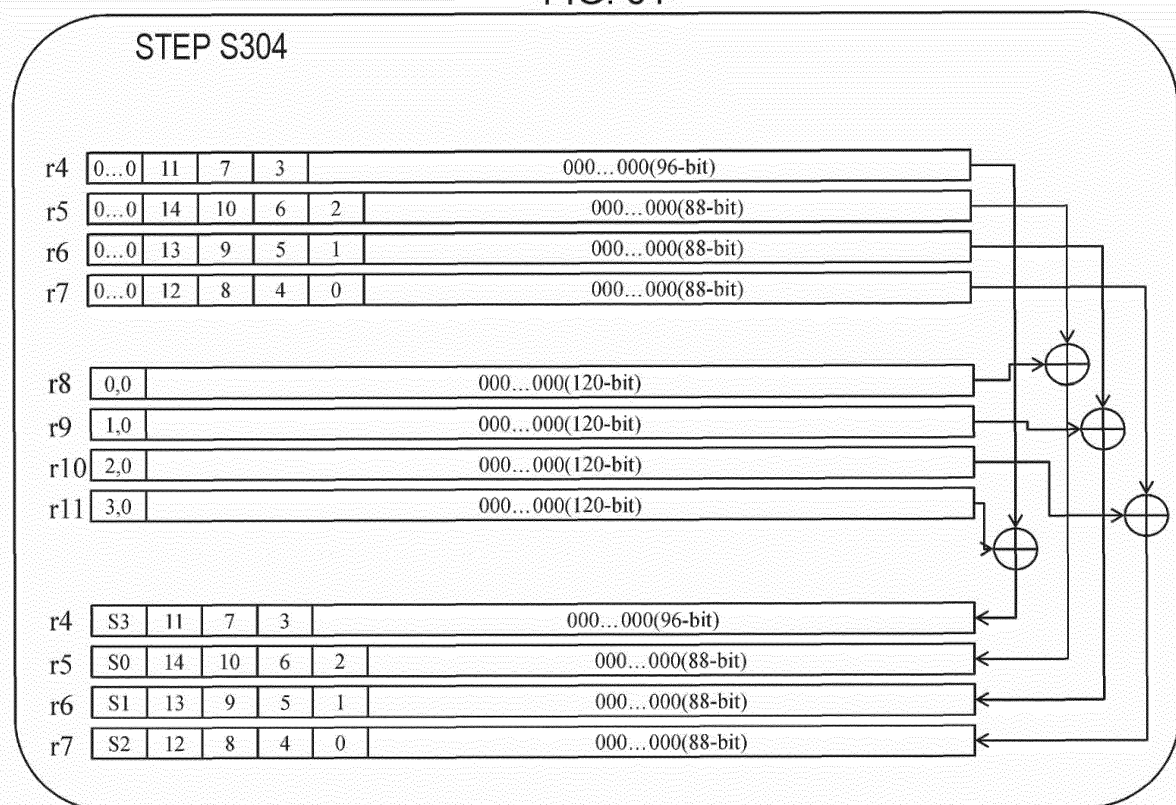 STEP S304
r4 0...0 11 7 3 000...000(96-bit)
r5 0...0 14 10 6 2 000...000(88-bit)
r6 0...0 13 9 5 1 000...000(88-bit)
r7 0...0 12 8 4 0 000...000(88-bit)
r8 0,0 000...000(120-bit)
r9 1,0 000...000(120-bit)
r10 2,0 000...000(120-bit)
r11 3,0 000...000(120-bit)
r4 S3 11 7 3 000...000(96-bit)
r5 S0 14 10 6 2 000...000(88-bit)
r6 S1 13 9 5 1 000...000(88-bit)
r7 S2 12 8 4 0 000...000(88-bit)